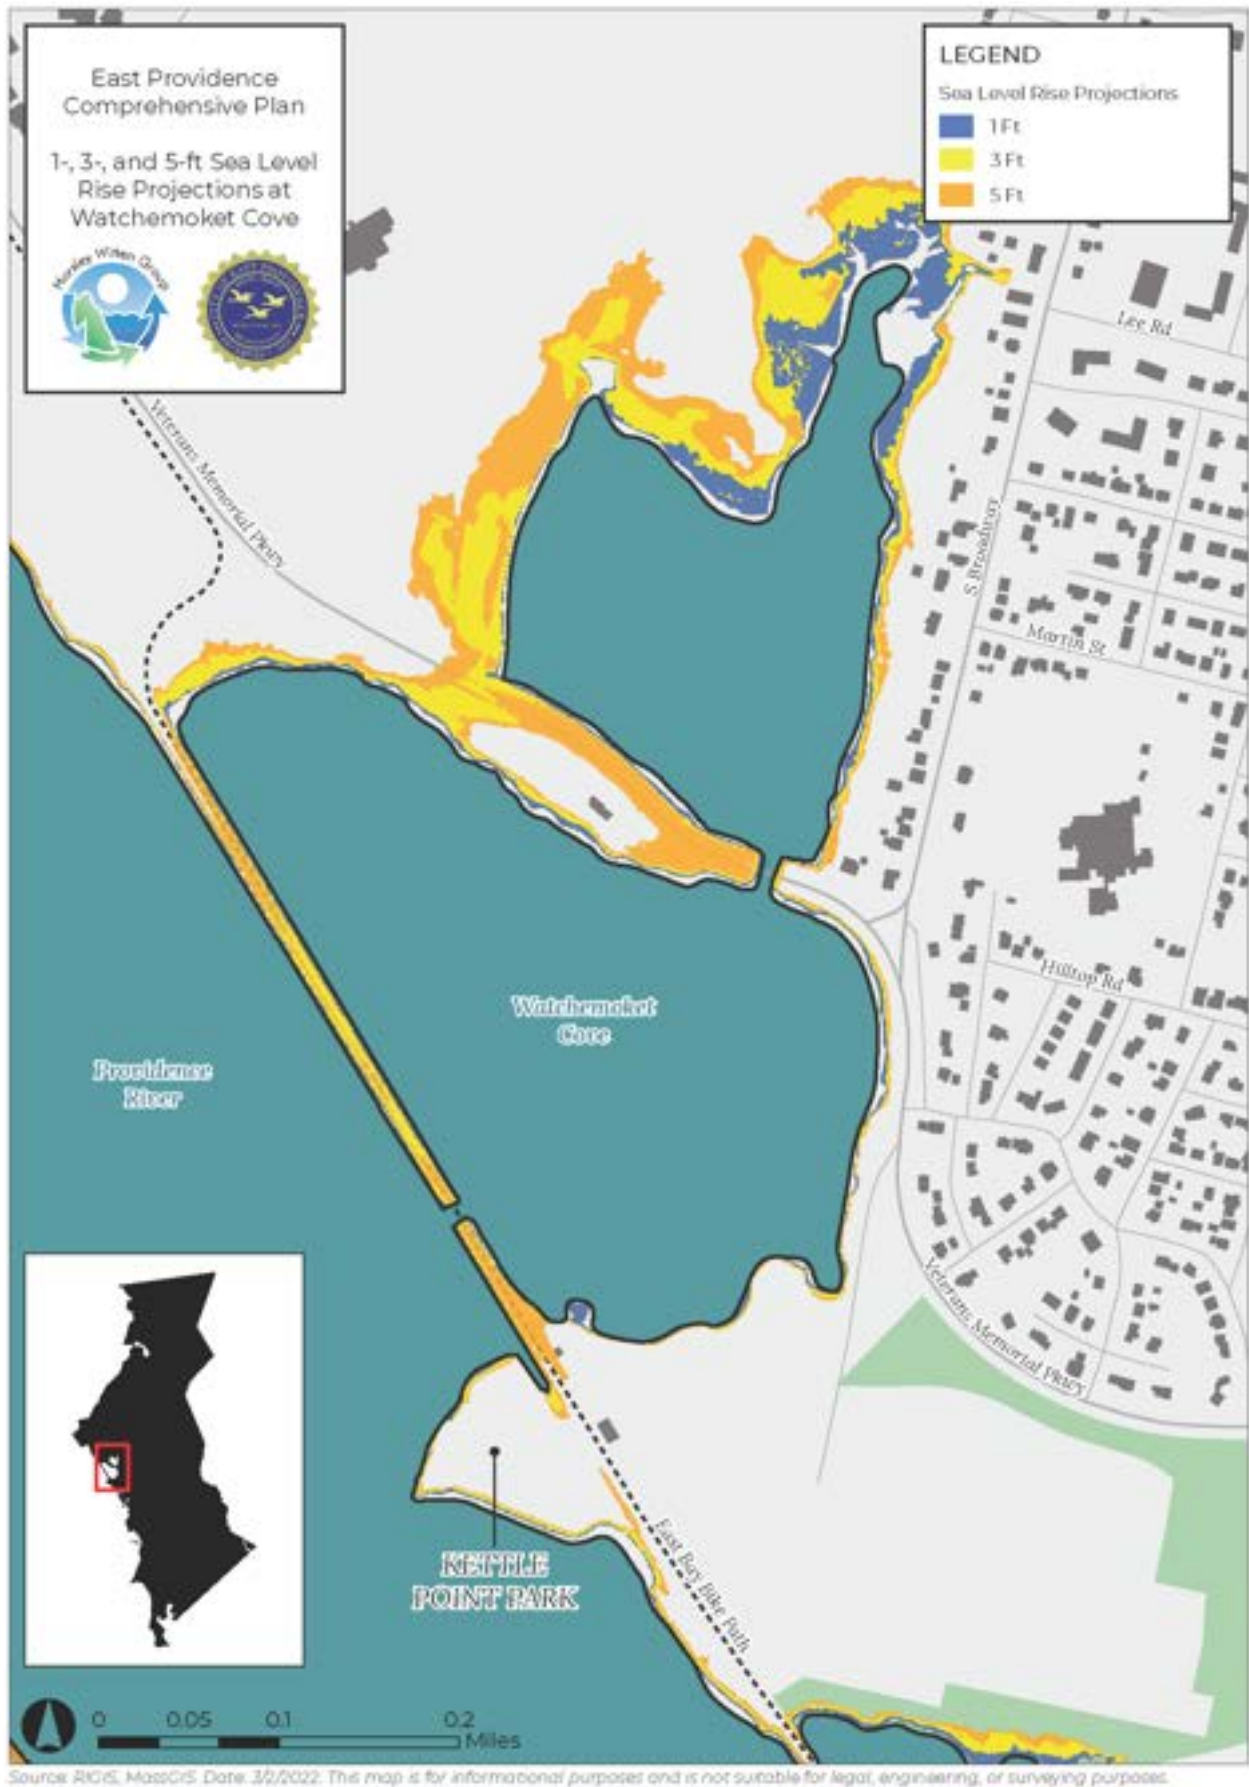 East Providence
Comprehensive Plan
1-, 3-, and 5-ft Sea Level
Rise Projections at
Watchemoket Cove
Horsley Witten Group
LEGEND
Sea Level Rise Projections
1 Ft
3 Ft
5 Ft
Lee Rd
Veterans Memorial Pkwy
S Broadway
Martin St
Hilltop Rd
Watchemoket
Cove
Providence
River
Veterans Memorial Pkwy
KETTLE
POINT PARK
East Bay Bike Path
0 0.05 0.1 0.2
Miles
Source: RIGIS, MassGIS. Date: 3/2/2022. This map is for informational purposes and is not suitable for legal, engineering, or surveying purposes.